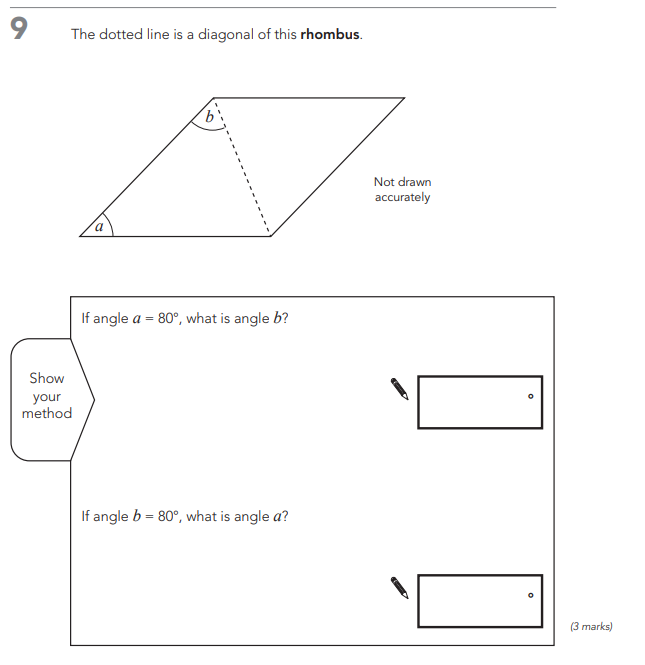 9
The dotted line is a diagonal of this rhombus.
b
a
Not drawn
accurately
If angle a = 80°, what is angle b?
Show
your
method
°
If angle b = 80°, what is angle a?
°
(3 marks)